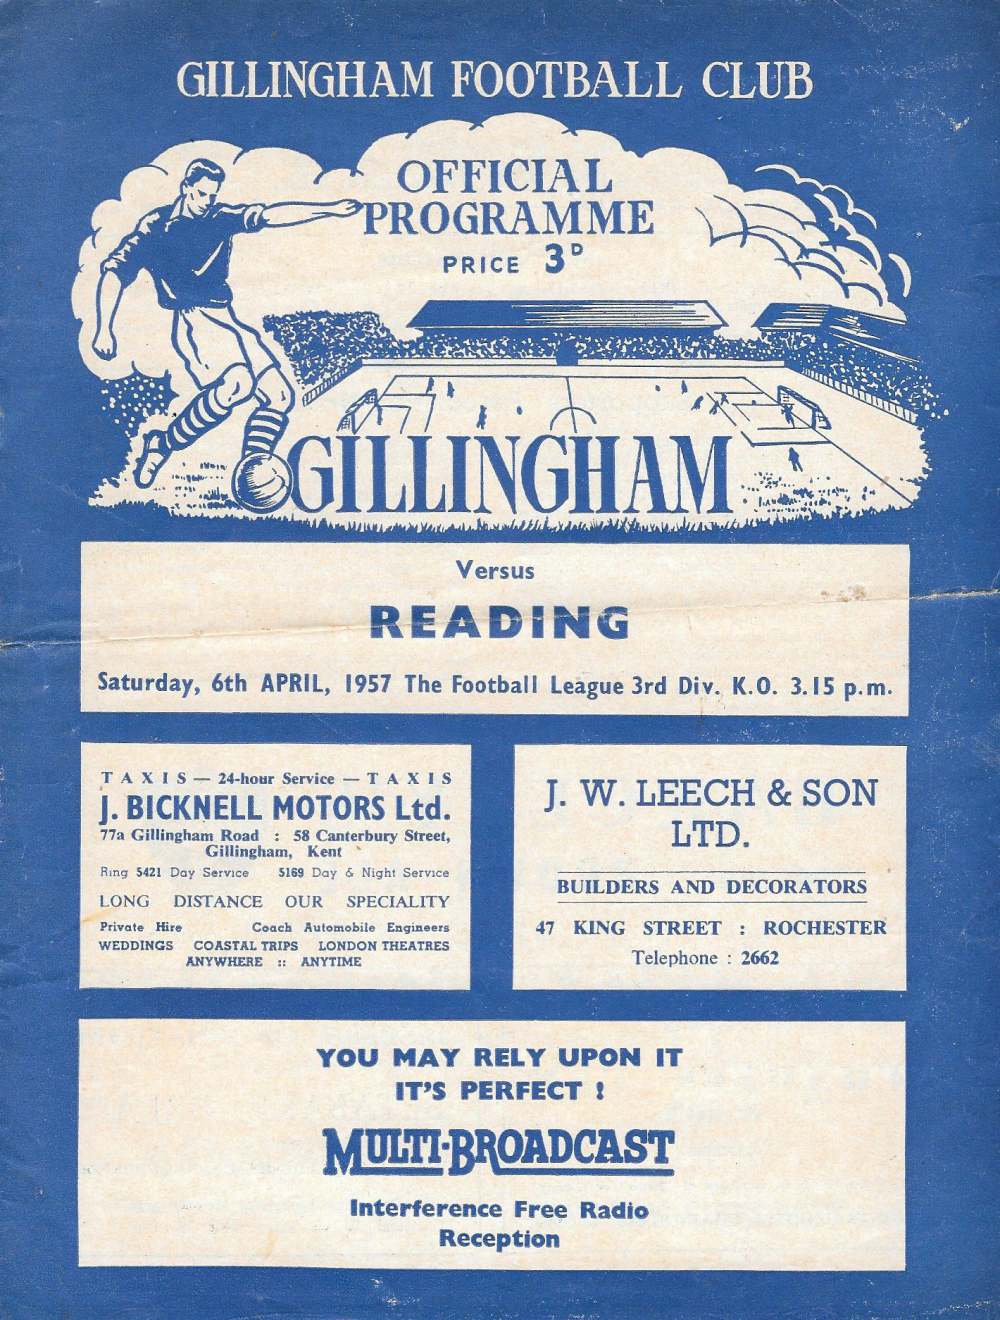 GILLINGHAM FOOTBALL CLUB
OFFICIAL
PROGRAMME
PRICE 3D
GILLINGHAM
Versus
READING
Saturday, 6th APRIL, 1957 The Football League 3rd Div. K.O. 3.15 p.m.
TAXIS — 24-hour Service — TAXIS
J. BICKNELL MOTORS Ltd.
77a Gillingham Road : 58 Canterbury Street,
Gillingham, Kent
Ring 5421 Day Service 5169 Day & Night Service
LONG DISTANCE OUR SPECIALITY
Private Hire Coach Automobile Engineers
WEDDINGS COASTAL TRIPS LONDON THEATRES
ANYWHERE :: ANYTIME
J. W. LEECH & SON
LTD.
BUILDERS AND DECORATORS
47 KING STREET : ROCHESTER
Telephone : 2662
YOU MAY RELY UPON IT
IT'S PERFECT !
MULTI-BROADCAST
Interference Free Radio
Reception